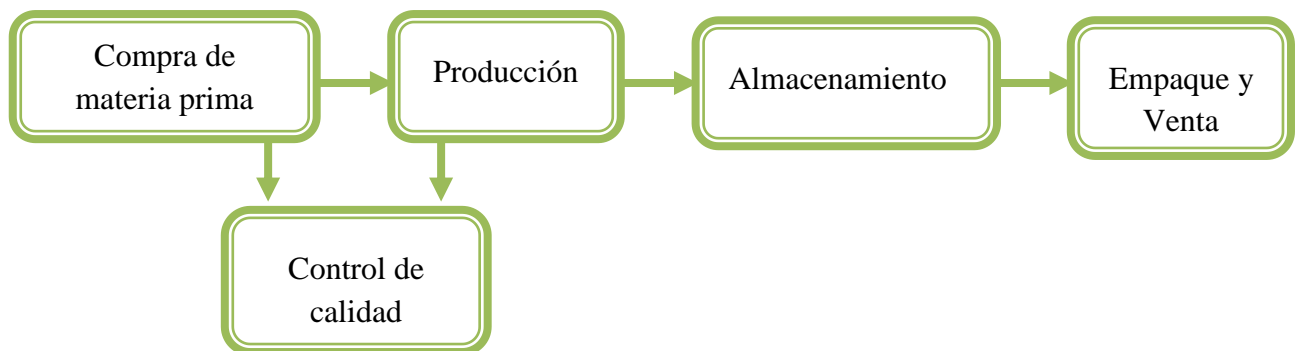 Compra de
materia prima
Producción
Almacenamiento
Empaque y
Venta
Control de
calidad